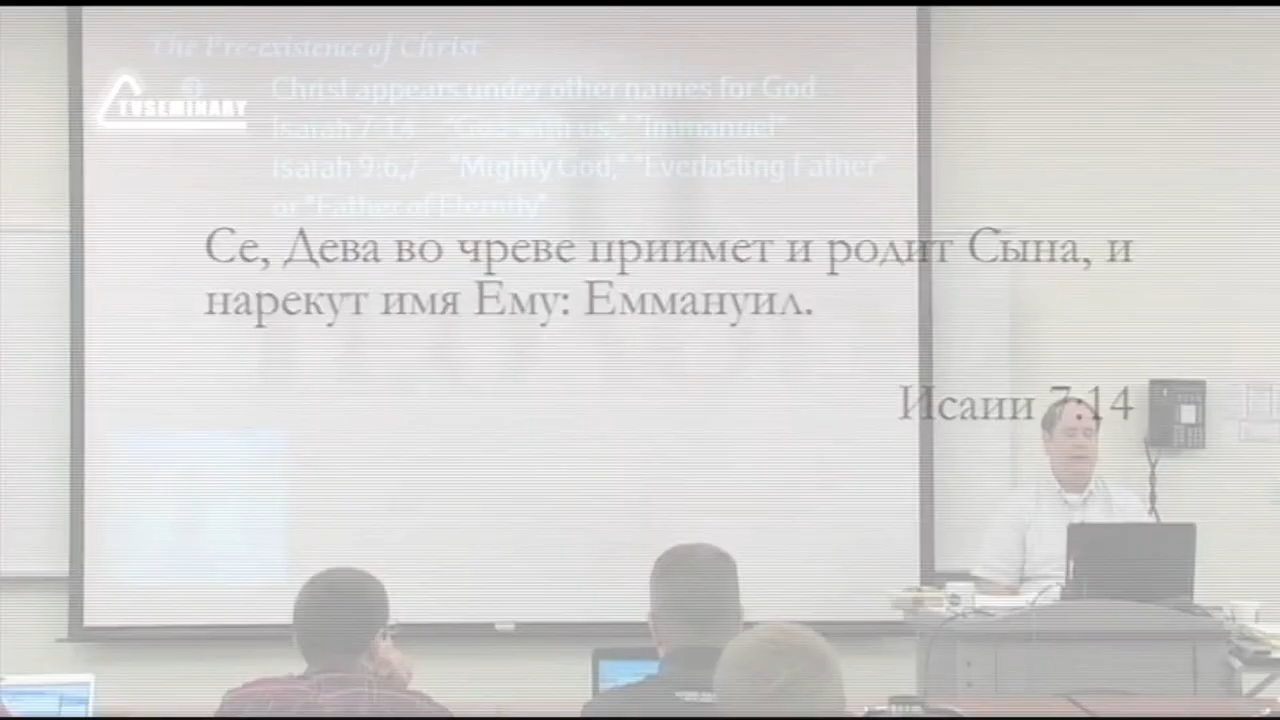 The Pre-existence of Christ
Christ appears under other names for God
TVSEMINARY
Isaiah 7:14 "God with us," "Immanuel"
Isaiah 9:6,7 "Mighty God," "Everlasting Father"
or "Father of Eternity"
Се, Дева во чреве приимет и родит Сына, и
нарекут имя Ему: Еммануил.
Исаии 7:14